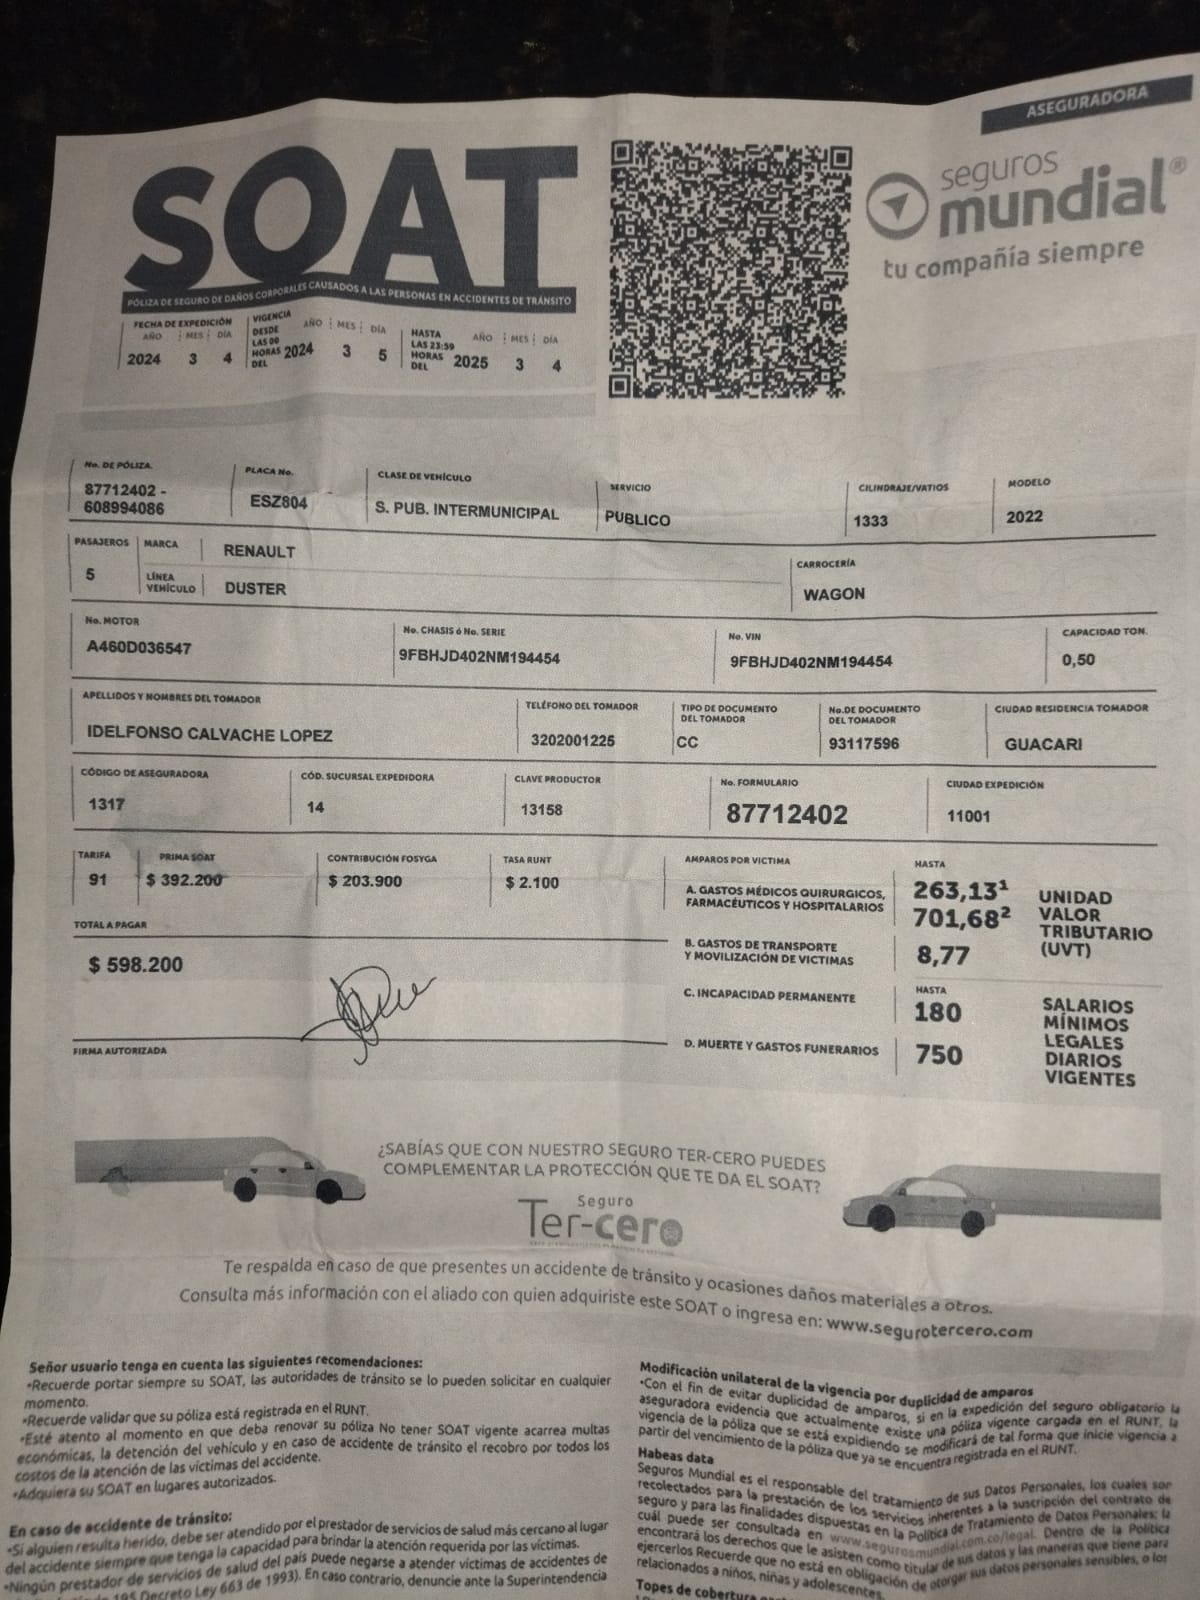 ASEGURADORA
SOAT
PÓLIZA DE SEGURO DE DAÑOS CORPORALES CAUSADOS A LAS PERSONAS EN ACCIDENTES DE TRÁNSITO
seguros
mundial®
tu compañía siempre
FECHA DE EXPEDICIÓN
AÑO MES DÍA
2024 3 4
VIGENCIA
DESDE
LAS 00
HORAS
DEL
AÑO MES DÍA
2024 3 5
HASTA
LAS 23:59
HORAS
DEL
AÑO MES DÍA
2025 3 4
No. DE PÓLIZA.
87712402 -
608994086
PLACA No.
ESZ804
CLASE DE VEHÍCULO
S. PUB. INTERMUNICIPAL
SERVICIO
PUBLICO
CILINDRAJE/VATIOS
1333
MODELO
2022
PASAJEROS
5
MARCA
RENAULT
LÍNEA
VEHÍCULO
DUSTER
CARROCERÍA
WAGON
No. MOTOR
A460D036547
No. CHASIS ó No. SERIE
9FBHJD402NM194454
No. VIN
9FBHJD402NM194454
CAPACIDAD TON.
0,50
APELLIDOS Y NOMBRES DEL TOMADOR
IDELFONSO CALVACHE LOPEZ
TELÉFONO DEL TOMADOR
3202001225
TIPO DE DOCUMENTO
DEL TOMADOR
CC
No.DE DOCUMENTO
DEL TOMADOR
93117596
CIUDAD RESIDENCIA TOMADOR
GUACARI
CÓDIGO DE ASEGURADORA
1317
CÓD. SUCURSAL EXPEDIDORA
14
CLAVE PRODUCTOR
13158
No. FORMULARIO
87712402
CIUDAD EXPEDICIÓN
11001
TARIFA
91
PRIMA SOAT
$ 392.200
CONTRIBUCIÓN FOSYGA
$ 203.900
TASA RUNT
$ 2.100
TOTAL A PAGAR
$ 598.200
FIRMA AUTORIZADA
AMPAROS POR VICTIMA
HASTA
A. GASTOS MÉDICOS QUIRURGICOS,
FARMACÉUTICOS Y HOSPITALARIOS
263,13¹
701,68²
B. GASTOS DE TRANSPORTE
Y MOVILIZACIÓN DE VICTIMAS
8,77
UNIDAD
VALOR
TRIBUTARIO
(UVT)
C. INCAPACIDAD PERMANENTE
HASTA
180
D. MUERTE Y GASTOS FUNERARIOS
750
SALARIOS
MÍNIMOS
LEGALES
DIARIOS
VIGENTES
¿SABÍAS QUE CON NUESTRO SEGURO TER-CERO PUEDES
COMPLEMENTAR LA PROTECCIÓN QUE TE DA EL SOAT?
Seguro
Ter-cero
Te respalda en caso de que presentes un accidente de tránsito y ocasiones daños materiales a otros.
Consulta más información con el aliado con quien adquiriste este SOAT o ingresa en: www.segurotercero.com
Señor usuario tenga en cuenta las siguientes recomendaciones:
•Recuerde portar siempre su SOAT, las autoridades de tránsito se lo pueden solicitar en cualquier
momento.
•Recuerde validar que su póliza está registrada en el RUNT.
•Esté atento al momento en que deba renovar su póliza No tener SOAT vigente acarrea multas
económicas, la detención del vehículo y en caso de accidente de tránsito el recobro por todos los
costos de la atención de las víctimas del accidente.
•Adquiera su SOAT en lugares autorizados.
En caso de accidente de tránsito:
•Si alguien resulta herido, debe ser atendido por el prestador de servicios de salud más cercano al lugar
del accidente siempre que tenga la capacidad para brindar la atención requerida por las víctimas.
•Ningún prestador de servicios de salud del país puede negarse a atender víctimas de accidentes de
195 Decreto Ley 663 de 1993). En caso contrario, denuncie ante la Superintendencia
Modificación unilateral de la vigencia por duplicidad de amparos
•Con el fin de evitar duplicidad de amparos, si en la expedición del seguro obligatorio la
aseguradora evidencia que actualmente existe una póliza vigente cargada en el RUNT, la
vigencia de la póliza que se está expidiendo se modificará de tal forma que inicie vigencia a
partir del vencimiento de la póliza que ya se encuentra registrada en el RUNT.
Habeas data
Seguros Mundial es el responsable del tratamiento de sus Datos Personales, los cuales son
recolectados para la prestación de los servicios inherentes a la suscripción del contrato de
seguro y para las finalidades dispuestas en la Política de Tratamiento de Datos Personales; la
cuál puede ser consultada en www.segurosmundial.com.co/legal. Dentro de la Política
encontrará los derechos que le asisten como titular de sus datos y las maneras que tiene para
ejercerlos Recuerde que no está en obligación de otorgar sus datos personales sensibles, o los
relacionados a niños, niñas y adolescentes.
Topes de cobertura